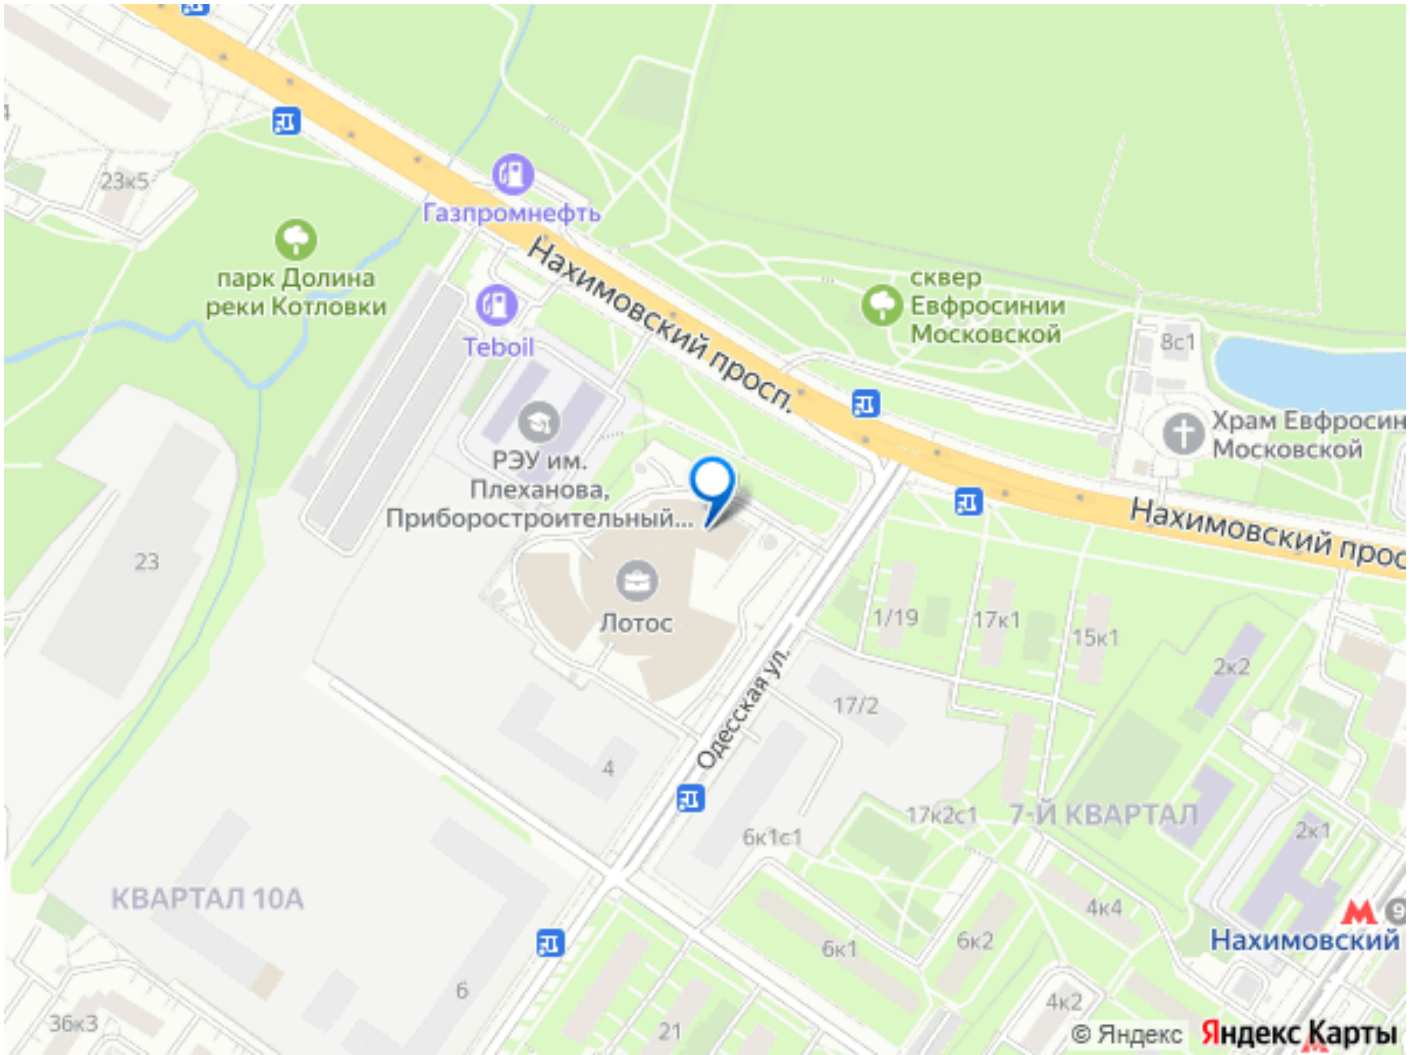 23к5
Газпромнефть
парк Долина
реки Котловки
Нахимовский просп.
сквер
Евфросинии
Московской
Teboil
8с1
Храм Евфросин
Московской
РЭУ им.
Плеханова,
Приборостроительный...
Нахимовский прос
23
Лотос
1/19
17к1
15к1
2к2
Одесская ул.
17/2
4
17к2с1
7-Й КВАРТАЛ
6к1с1
2к1
КВАРТАЛ 10А
4к4
9
Нахимовский
6к1
6к2
6
4к2
36к3
21
© Яндекс Яндекс Карты